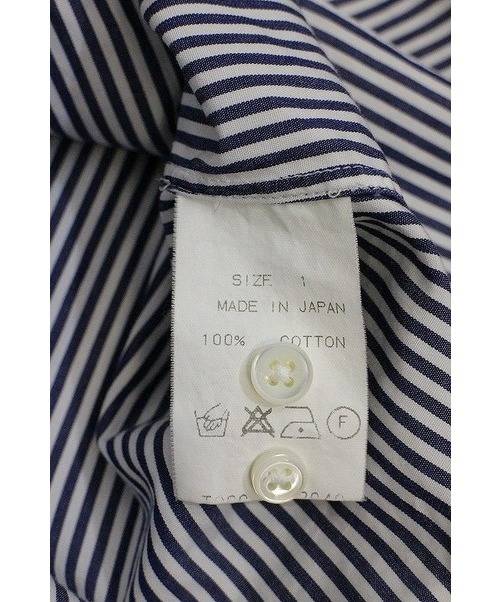 SIZE 1
MADE IN JAPAN
100% COTTON
F